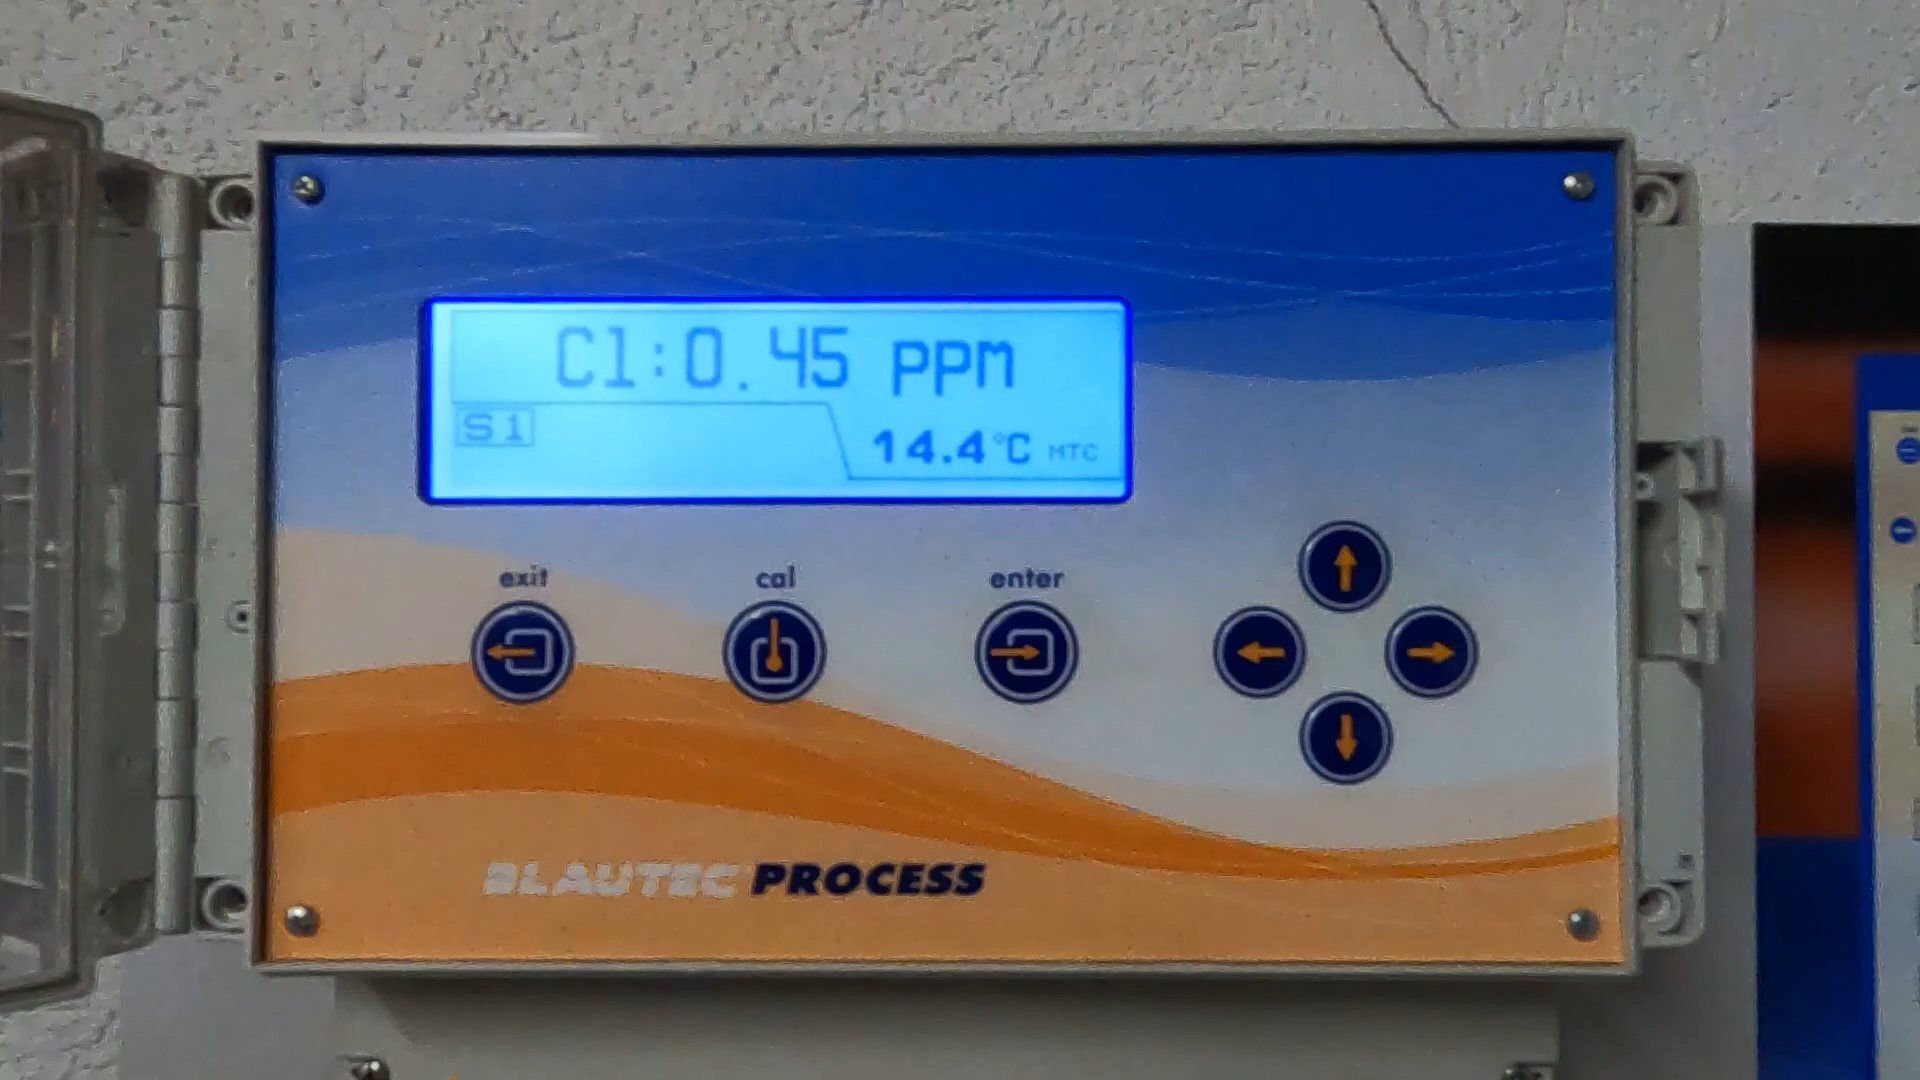 Cl:0.45 PPM
S1
14.4°C MTC
exit
cal
enter
BLAUTEC PROCESS